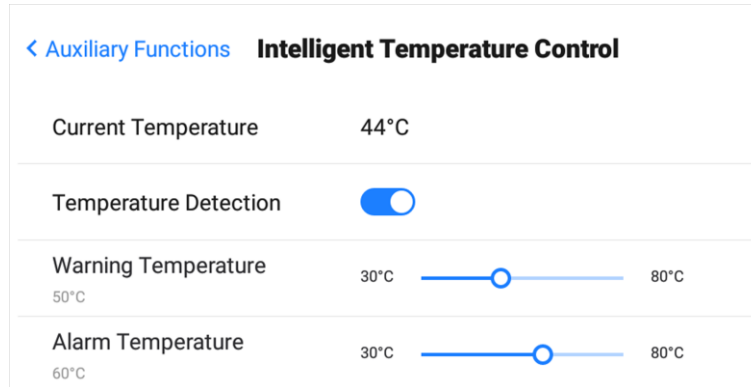 Auxiliary Functions Intelligent Temperature Control
Current Temperature 44°C
Temperature Detection
Warning Temperature 30°C 80°C
50°C
Alarm Temperature 30°C 80°C
60°C